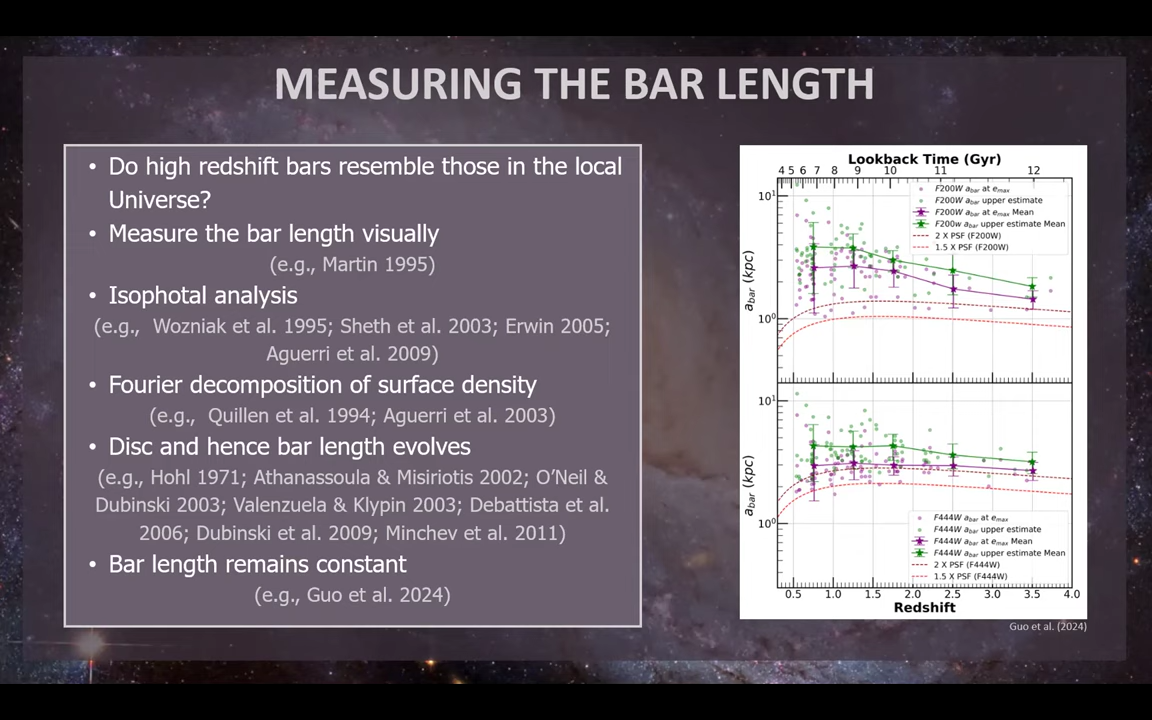 MEASURING THE BAR LENGTH
• Do high redshift bars resemble those in the local
Universe?
• Measure the bar length visually
(e.g., Martin 1995)
• Isophotal analysis
(e.g., Wozniak et al. 1995; Sheth et al. 2003; Erwin 2005;
Aguerri et al. 2009)
• Fourier decomposition of surface density
(e.g., Quillen et al. 1994; Aguerri et al. 2003)
• Disc and hence bar length evolves
(e.g., Hohl 1971; Athanassoula & Misiriotis 2002; O'Neil &
Dubinski 2003; Valenzuela & Klypin 2003; Debattista et al.
2006; Dubinski et al. 2009; Minchev et al. 2011)
• Bar length remains constant
(e.g., Guo et al. 2024)
Lookback Time (Gyr)
4 5 6 7 8 9 10 11 12
10¹
10⁰
a_bar (kpc)
F200W a_bar at e_max
F200W a_bar upper estimate
F200W a_bar at e_max Mean
F200w a_bar upper estimate Mean
2 X PSF (F200W)
1.5 X PSF (F200W)
10¹
10⁰
a_bar (kpc)
F444W a_bar at e_max
F444W a_bar upper estimate
F444W a_bar at e_max Mean
F444W a_bar upper estimate Mean
2 X PSF (F444W)
1.5 X PSF (F444W)
0.5 1.0 1.5 2.0 2.5 3.0 3.5 4.0
Redshift
Guo et al. (2024)